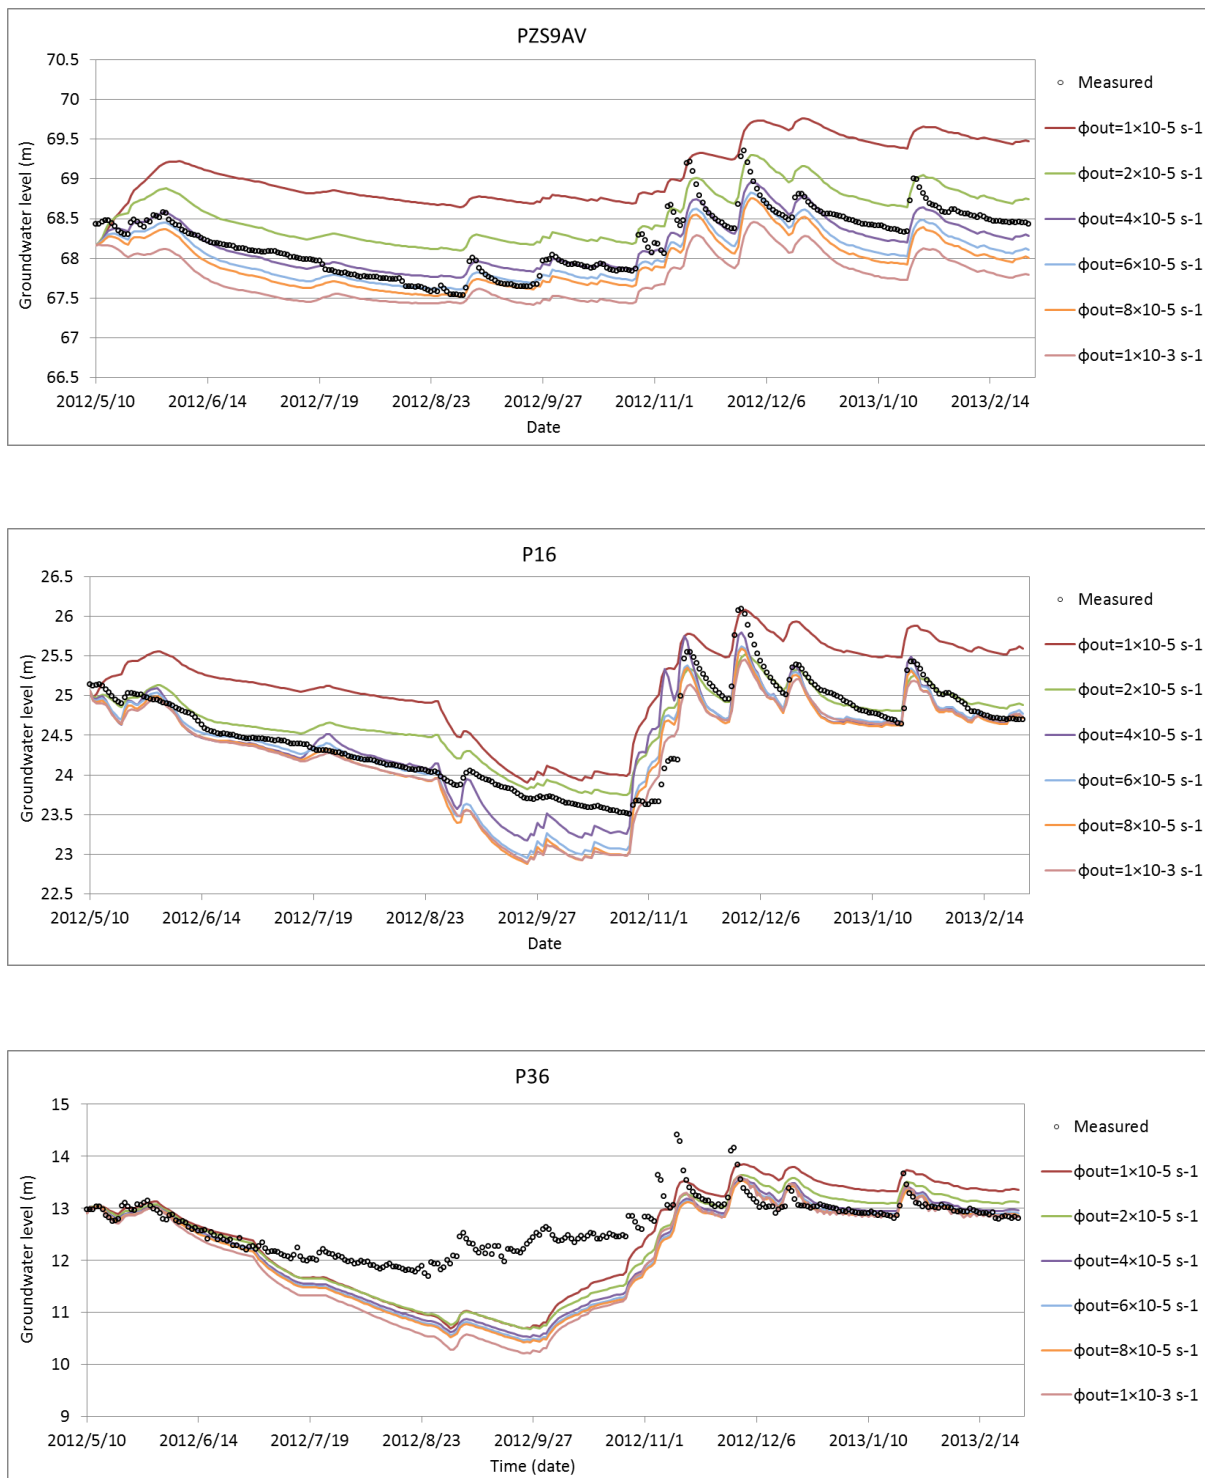 PZS9AV
70.5
70
69.5
69
68.5
68
67.5
67
66.5
Groundwater level (m)
2012/5/10 2012/6/14 2012/7/19 2012/8/23 2012/9/27 2012/11/1 2012/12/6 2013/1/10 2013/2/14
Date
Measured
ϕout=1×10-5 s-1
ϕout=2×10-5 s-1
ϕout=4×10-5 s-1
ϕout=6×10-5 s-1
ϕout=8×10-5 s-1
ϕout=1×10-3 s-1
P16
26.5
26
25.5
25
24.5
24
23.5
23
22.5
Groundwater level (m)
2012/5/10 2012/6/14 2012/7/19 2012/8/23 2012/9/27 2012/11/1 2012/12/6 2013/1/10 2013/2/14
Date
Measured
ϕout=1×10-5 s-1
ϕout=2×10-5 s-1
ϕout=4×10-5 s-1
ϕout=6×10-5 s-1
ϕout=8×10-5 s-1
ϕout=1×10-3 s-1
P36
15
14
13
12
11
10
9
Groundwater level (m)
2012/5/10 2012/6/14 2012/7/19 2012/8/23 2012/9/27 2012/11/1 2012/12/6 2013/1/10 2013/2/14
Time (date)
Measured
ϕout=1×10-5 s-1
ϕout=2×10-5 s-1
ϕout=4×10-5 s-1
ϕout=6×10-5 s-1
ϕout=8×10-5 s-1
ϕout=1×10-3 s-1